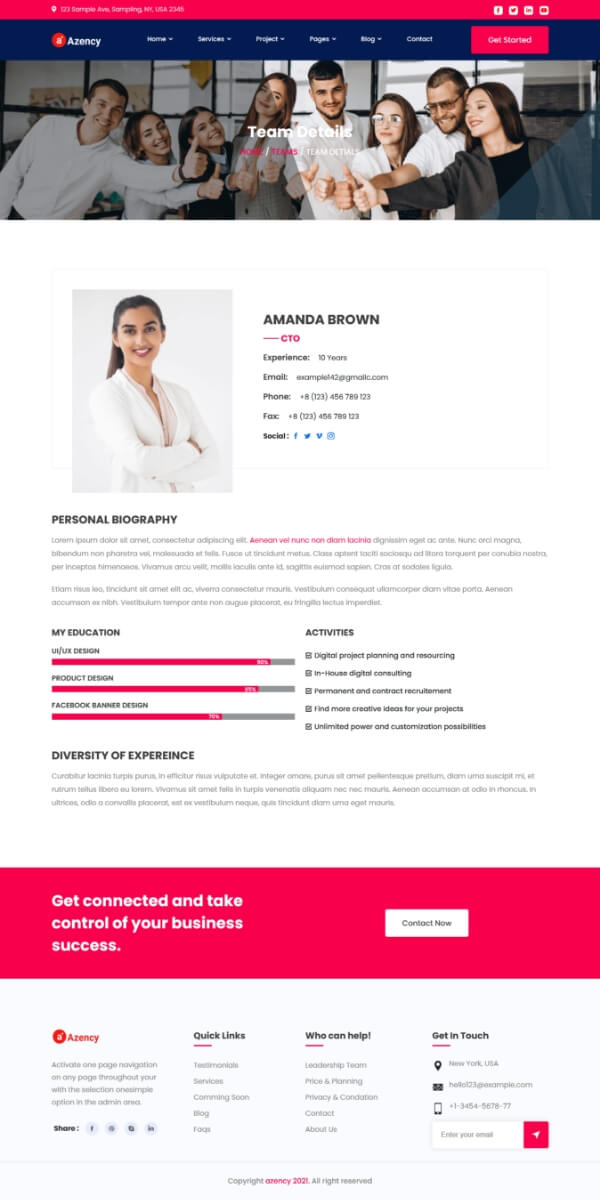 123 Sample Ave, Sampling, NY, USA 2345
a Azency
Home Services Project Pages Blog Contact
Get Started
Team Details
HOME / TEAMS / TEAM DETIALS
AMANDA BROWN
CTO
Experience: 10 Years
Email: example142@gmailc.com
Phone: +8 (123) 456 789 123
Fax: +8 (123) 456 789 123
Social :
PERSONAL BIOGRAPHY
Lorem ipsum dolor sit amet, consectetur adipiscing elit. Aenean vel nunc non diam lacinia dignissim eget ac ante. Nunc orci magna,
bibendum non pharetra vel, malesuada et felis. Fusce ut tincidunt metus. Class aptent taciti sociosqu ad litora torquent per conubia nostra,
per inceptos himenaeos. Vivamus arcu velit, mollis iaculis ante id, sagittis euismod sapien. Cras at sodales ligula.
Etiam risus leo, tincidunt sit amet elit ac, viverra consectetur mauris. Vestibulum consequat ullamcorper diam vitae porta. Aenean
accumsan ex nibh. Vestibulum tempor ante non augue placerat, eu fringilla lectus imperdiet.
MY EDUCATION
UI/UX DESIGN
90%
PRODUCT DESIGN
85%
FACEBOOK BANNER DESIGN
70%
ACTIVITIES
Digital project planning and resourcing
In-House digital consulting
Permanent and contract recruitement
Find more creative ideas for your projects
Unlimited power and customization possibilities
DIVERSITY OF EXPEREINCE
Curabitur lacinia turpis purus, in efficitur risus vulputate et. Integer ornare, purus sit amet pellentesque pretium, diam urna suscipit mi, et
rutrum tellus libero eu lorem. Vivamus sit amet felis in turpis venenatis aliquam nec nec mauris. Aenean accumsan at odio in rhoncus. In
ultrices, odio a convallis placerat, est ex vestibulum neque, quis tincidunt diam urna eget mauris.
Get connected and take
control of your business
success.
Contact Now
a Azency
Activate one page navigation
on any page throughout your
with the selection onesimple
option in the admin area.
Share :
Quick Links
Testimonials
Services
Comming Soon
Blog
Faqs
Who can help!
Leadership Team
Price & Planning
Privacy & Condation
Contact
About Us
Get In Touch
New York, USA
hello123@example.com
+1-3454-5678-77
Enter your email
Copyright azency 2021. All right reserved